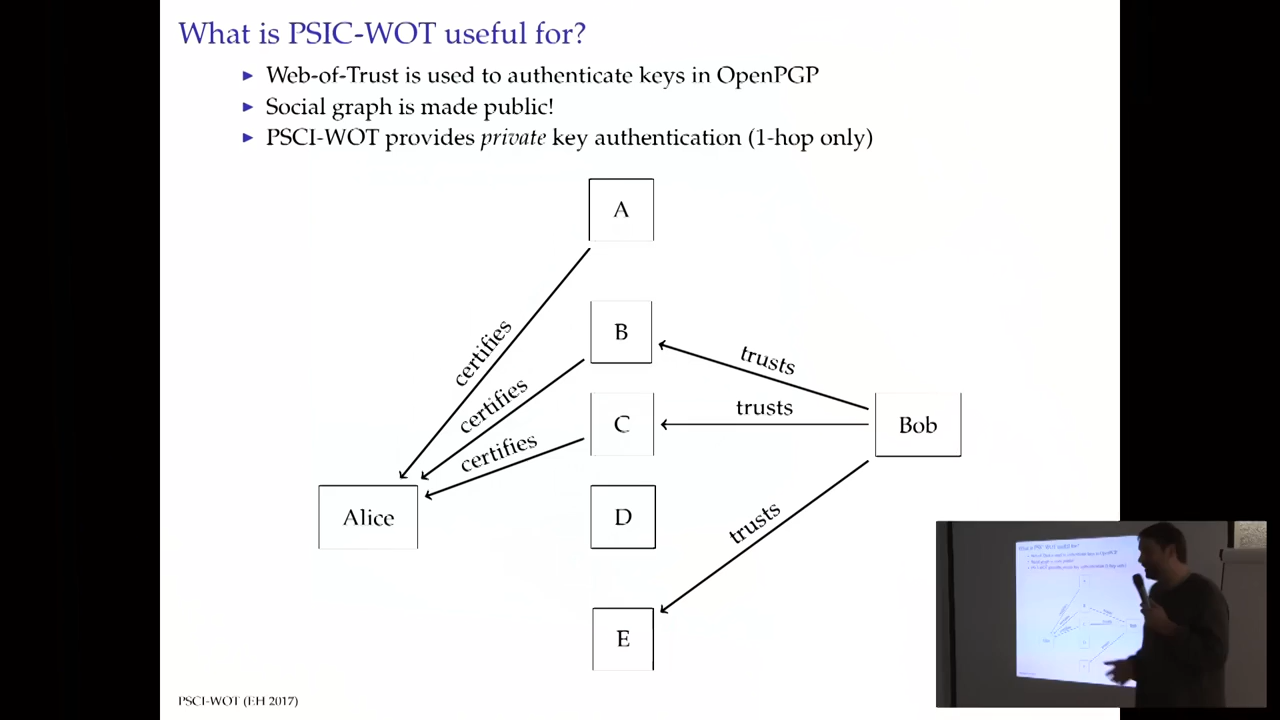 What is PSIC-WOT useful for?
▶ Web-of-Trust is used to authenticate keys in OpenPGP
▶ Social graph is made public!
▶ PSCI-WOT provides private key authentication (1-hop only)
A
certifies
B
trusts
certifies
C
trusts
Bob
certifies
Alice
D
trusts
E
PSCI-WOT (EH 2017)